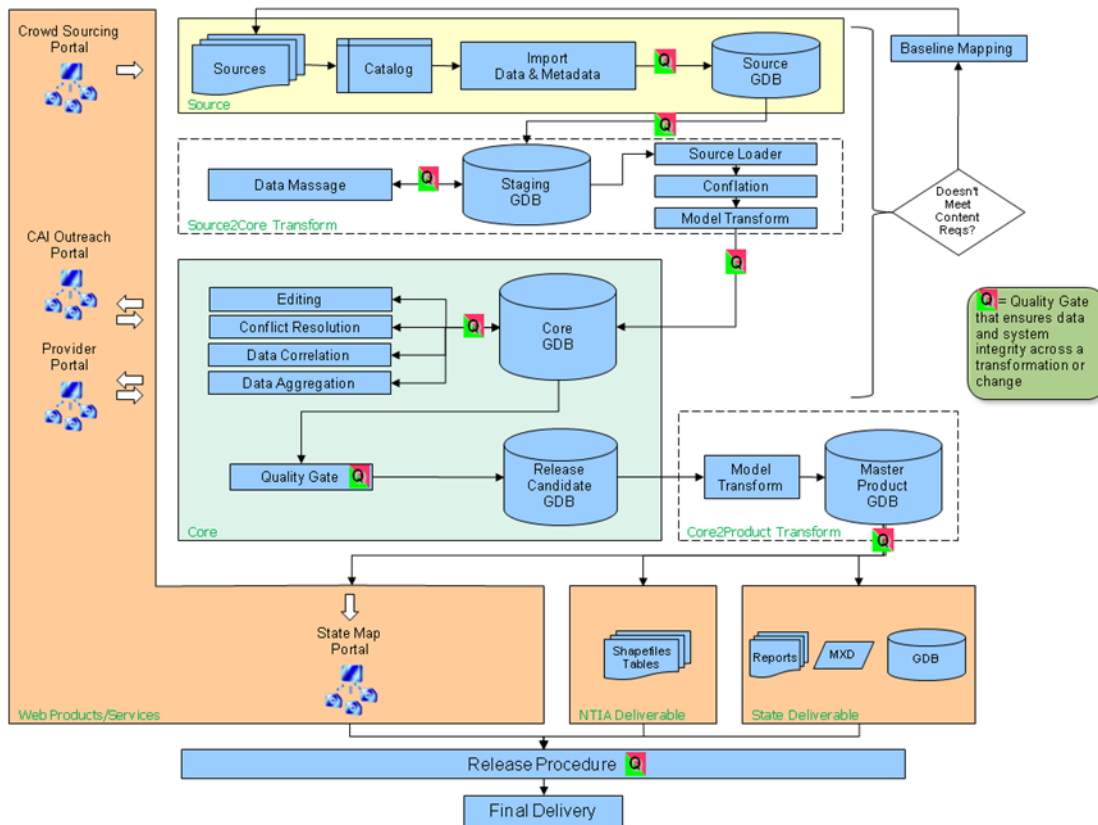 Crowd Sourcing
Portal
Sources
Catalog
Import
Data & Metadata
Q
Source
GDB
Source
Baseline Mapping
Q
Data Massage
Q
Staging
GDB
Source Loader
Conflation
Model Transform
Source2Core Transform
Doesn't
Meet
Content
Reqs?
CAI Outreach
Portal
Q
Editing
Conflict Resolution
Data Correlation
Data Aggregation
Q
Core
GDB
Q = Quality Gate
that ensures data
and system
integrity across a
transformation or
change
Provider
Portal
Quality Gate Q
Release
Candidate
GDB
Core
Model
Transform
Master
Product
GDB
Core2Product Transform
Q
State Map
Portal
Web Products/Services
Shapefiles
Tables
NTIA Deliverable
Reports
MXD
GDB
State Deliverable
Release Procedure Q
Final Delivery